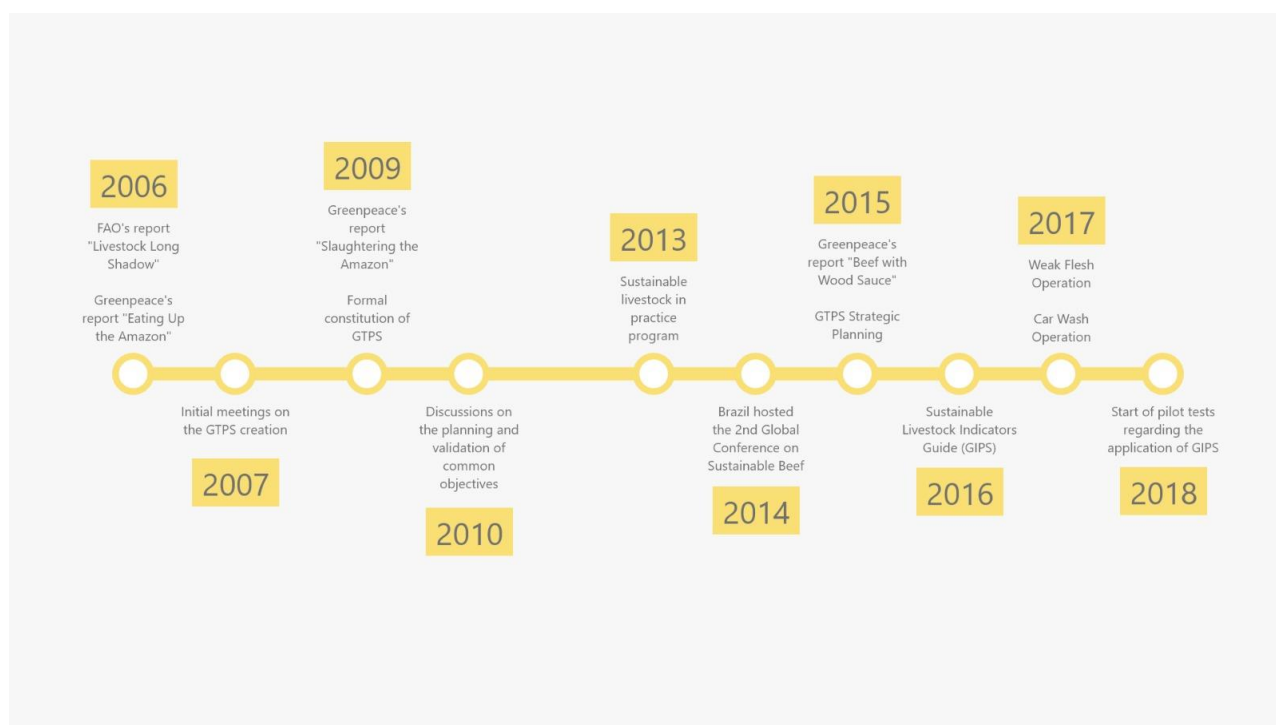 2006
FAO's report
"Livestock Long
Shadow"
Greenpeace's
report "Eating Up
the Amazon"
Initial meetings on
the GTPS creation
2007
2009
Greenpeace's
report
"Slaughtering the
Amazon"
Formal
constitution of
GTPS
Discussions on
the planning and
validation of
common
objectives
2010
2013
Sustainable
livestock in
practice
program
Brazil hosted
the 2nd Global
Conference on
Sustainable Beef
2014
2015
Greenpeace's
report "Beef with
Wood Sauce"
GTPS Strategic
Planning
Sustainable
Livestock Indicators
Guide (GIPS)
2016
2017
Weak Flesh
Operation
Car Wash
Operation
Start of pilot tests
regarding the
application of GIPS
2018